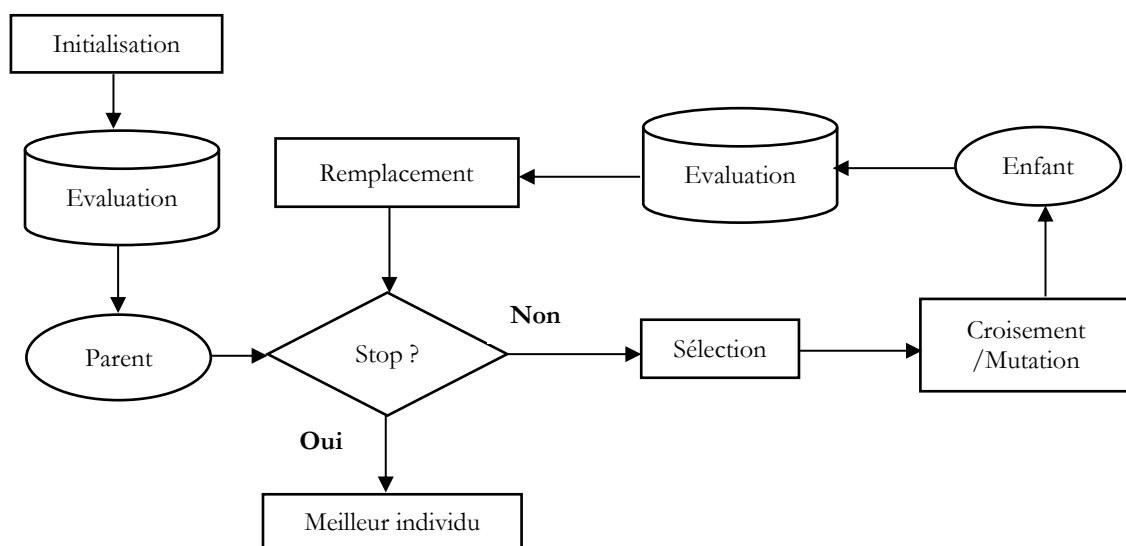 Initialisation
Evaluation
Parent
Remplacement
Evaluation
Enfant
Stop ?
Non
Sélection
Croisement
/Mutation
Oui
Meilleur individu